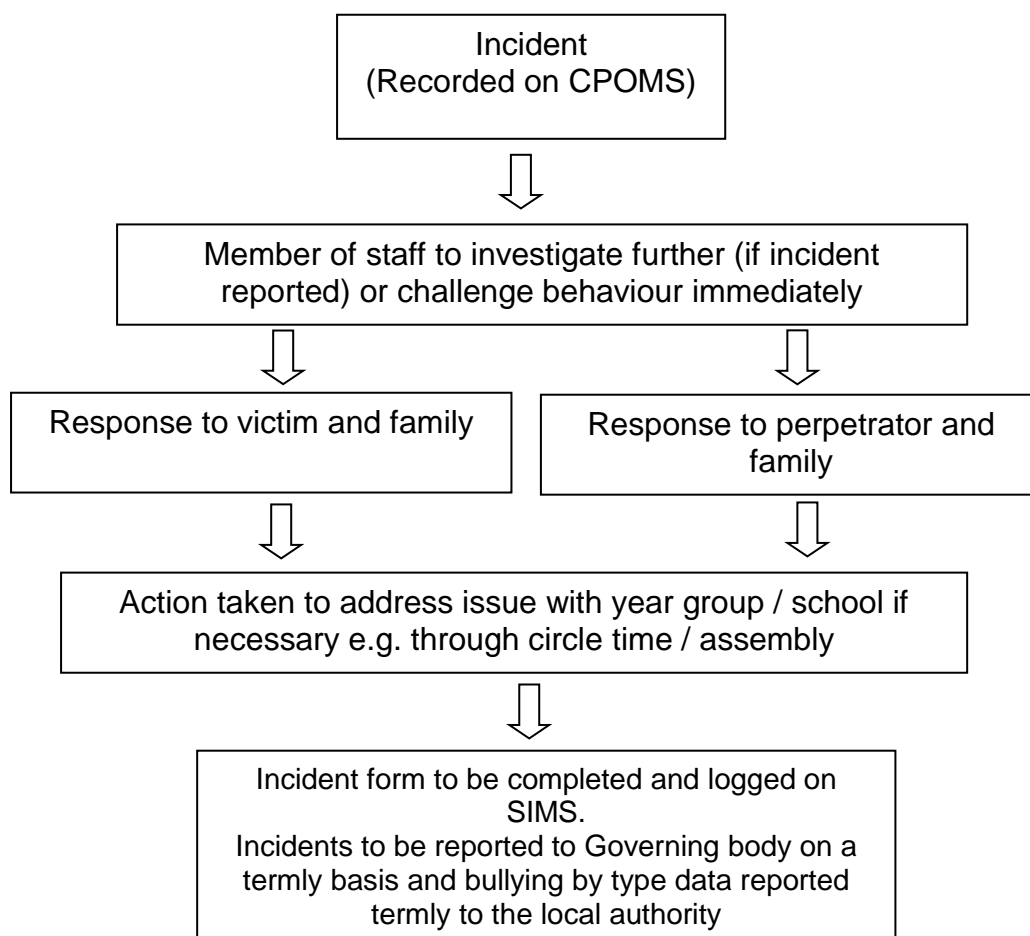 Incident
(Recorded on CPOMS)
Member of staff to investigate further (if incident
reported) or challenge behaviour immediately
Response to victim and family
Response to perpetrator and
family
Action taken to address issue with year group / school if
necessary e.g. through circle time / assembly
Incident form to be completed and logged on
SIMS.
Incidents to be reported to Governing body on a
termly basis and bullying by type data reported
termly to the local authority